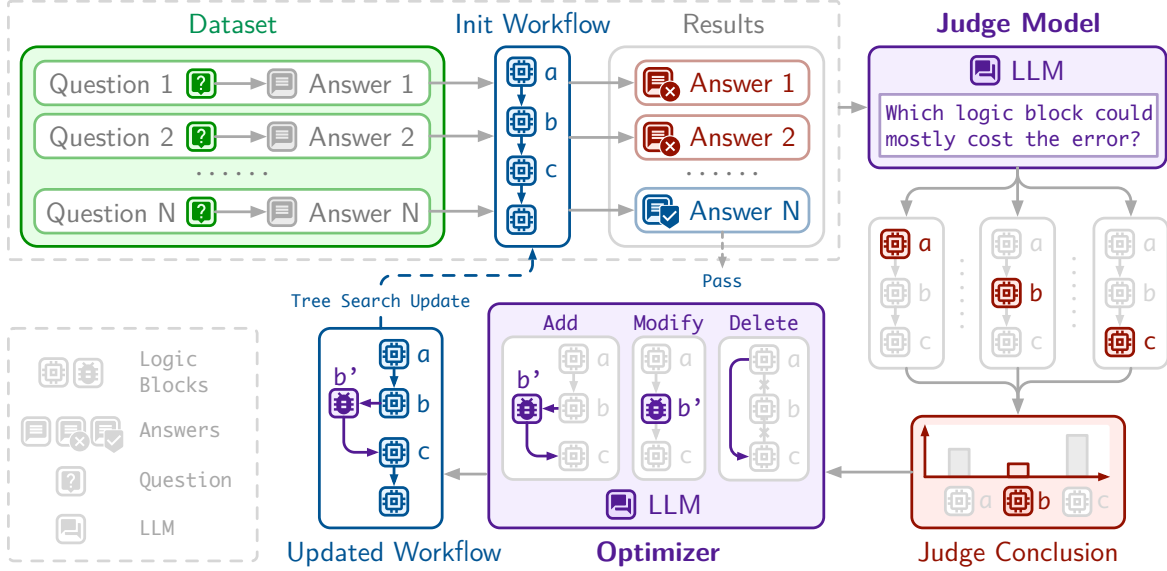 Dataset
Init Workflow
Results
Judge Model
Question 1
Answer 1
Question 2
Answer 2
......
Question N
Answer N
a
b
c
Answer 1
Answer 2
......
Answer N
Pass
LLM
Which logic block could
mostly cost the error?
a
b
c
a
b
c
a
b
c
Tree Search Update
a
b'
b
c
Updated Workflow
Add
Modify
Delete
a
b'
b
c
a
b'
c
a
b
c
LLM
Optimizer
a
b
c
Judge Conclusion
Logic
Blocks
Answers
Question
LLM